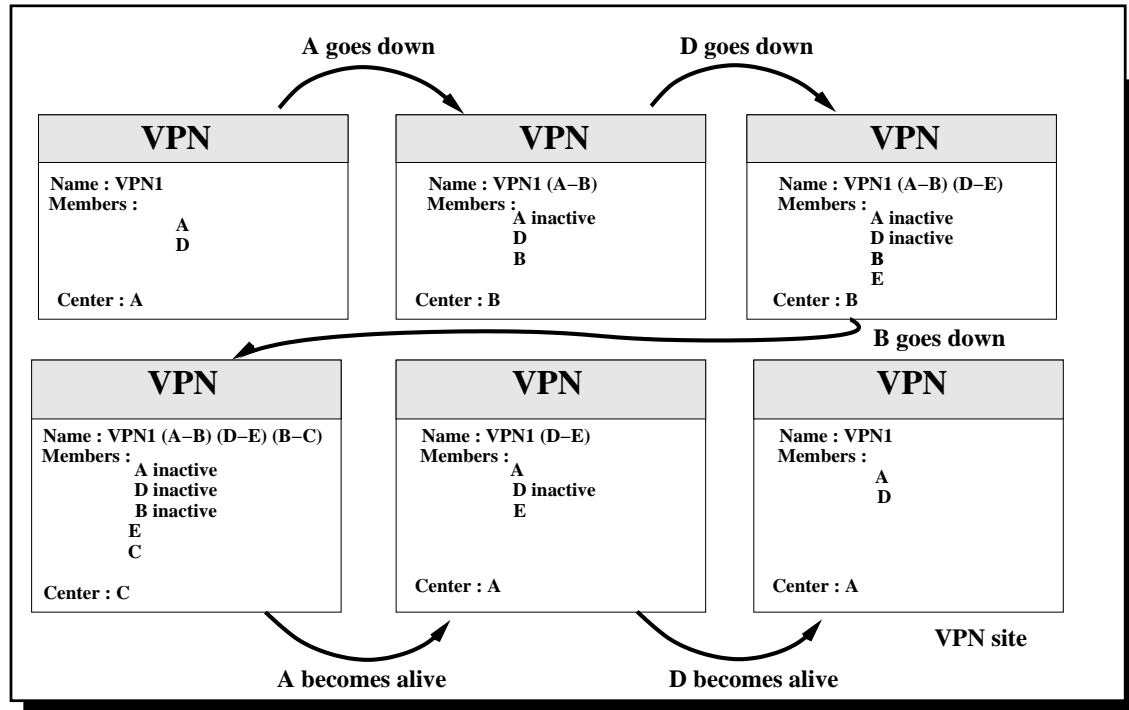 A goes down
D goes down
VPN
Name : VPN1
Members :
A
D
Center : A
VPN
Name : VPN1 (A−B)
Members :
A inactive
D
B
Center : B
VPN
Name : VPN1 (A−B) (D−E)
Members :
A inactive
D inactive
B
E
Center : B
B goes down
VPN
Name : VPN1 (A−B) (D−E) (B−C)
Members :
A inactive
D inactive
B inactive
E
C
Center : C
VPN
Name : VPN1 (D−E)
Members :
A
D inactive
E
Center : A
VPN
Name : VPN1
Members :
A
D
Center : A
VPN site
A becomes alive
D becomes alive